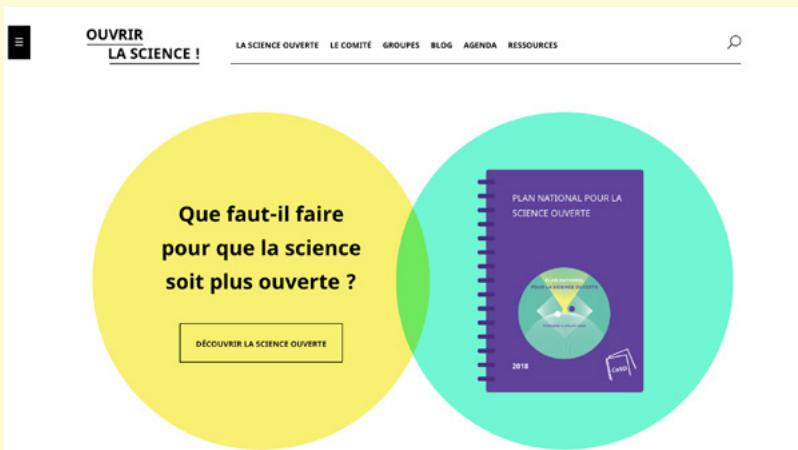 OUVRIR
LA SCIENCE !
LA SCIENCE OUVERTE LE COMITÉ GROUPES BLOG AGENDA RESSOURCES
Que faut-il faire
pour que la science
soit plus ouverte ?
DÉCOUVRIR LA SCIENCE OUVERTE
PLAN NATIONAL POUR LA
SCIENCE OUVERTE
PLAN NATIONAL
POUR LA SCIENCE OUVERTE
2018
CoSO